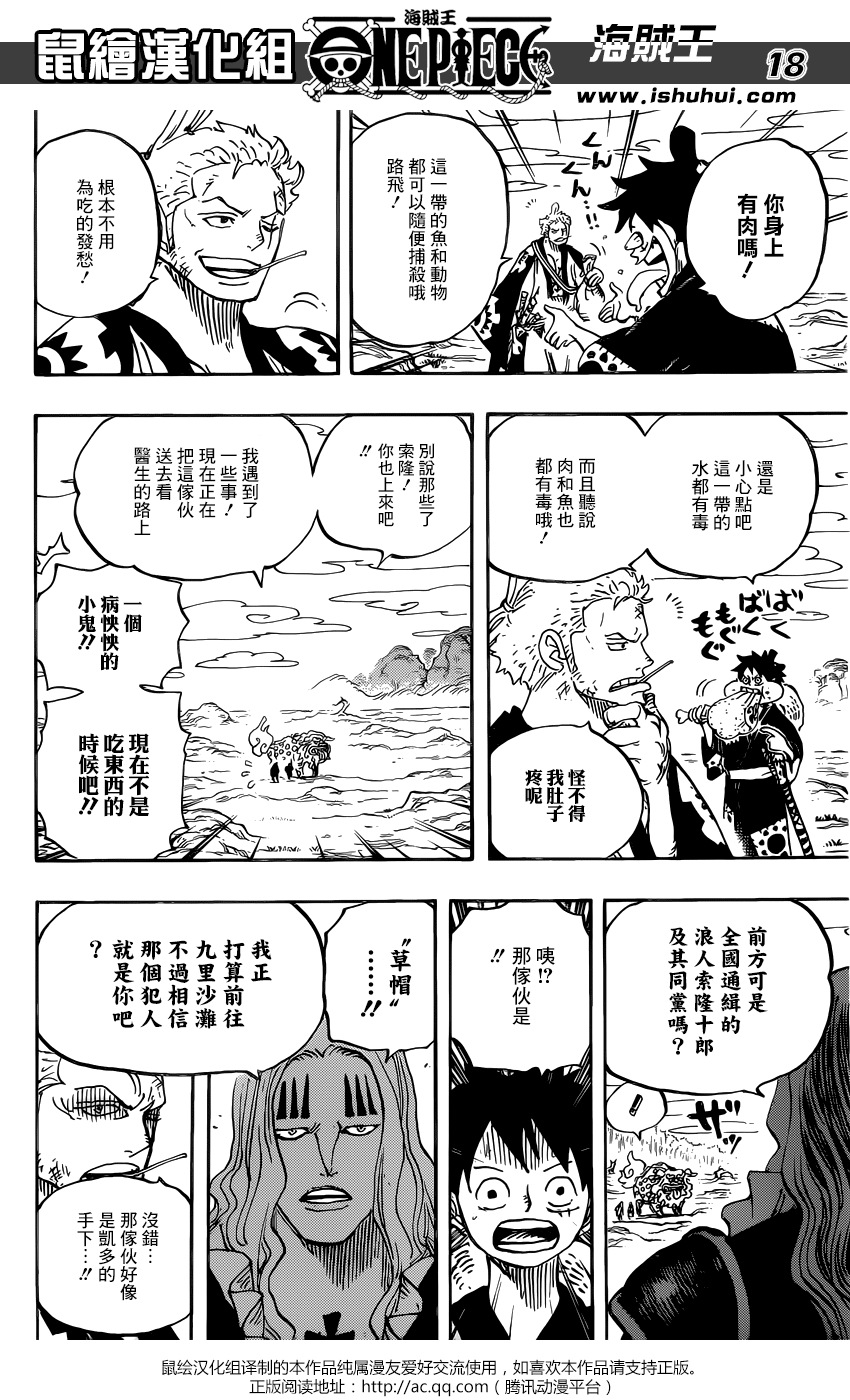 鼠繪漢化組
海賊王
ONE PIECE
海賊王
18
www.ishuhui.com
你身上
有肉嗎！
くんくん…!!
這一帶的魚和動物
都可以隨便捕殺哦
路飛！
根本不用
為吃的發愁！
還是
小心點吧
這一帶的
水都有毒
而且聽說
肉和魚也
都有毒哦！
ばくばく
もぐもぐ
怪不得
我肚子
疼呢
別說那些了
索隆！
你也上來吧
!!
我遇到了
一些事！
現在正在
把這傢伙
送去看
醫生的路上
一個
病怏怏的
小鬼!!
現在不是
吃東西的
時候吧!!
前方可是
全國通緝的
浪人索隆十郎
及其同黨嗎？
ザッ
！
咦!?
那傢伙是
!!
“草帽”
……!!
我正
打算前往
九里沙灘
不過相信
那個犯人
就是你吧
？
沒錯…
那傢伙好像
是凱多的
手下…!!
鼠绘汉化组译制的本作品纯属漫友爱好交流使用，如喜欢本作品请支持正版。
正版阅读地址：http://ac.qq.com（腾讯动漫平台）